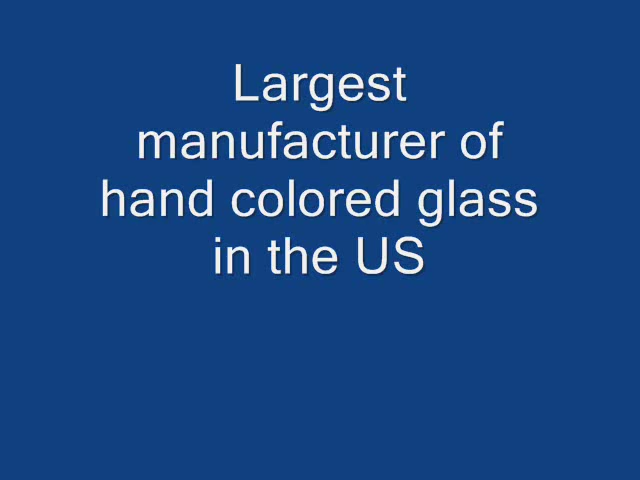 Largest
manufacturer of
hand colored glass
in the US